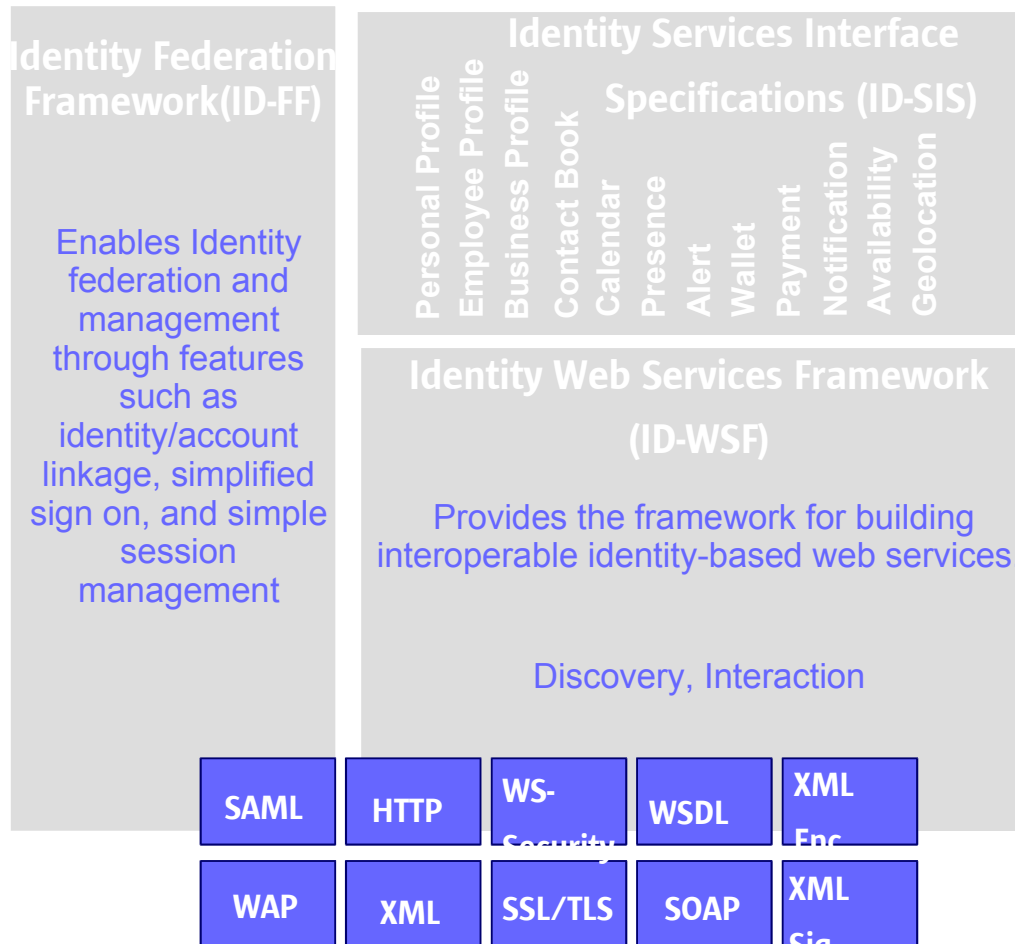 Identity Federation
Framework(ID-FF)
Enables Identity
federation and
management
through features
such as
identity/account
linkage, simplified
sign on, and simple
session
management
Identity Services Interface
Specifications (ID-SIS)
Personal Profile
Employee Profile
Business Profile
Contact Book
Calendar
Presence
Alert
Wallet
Payment
Notification
Availability
Geolocation
Identity Web Services Framework
(ID-WSF)
Provides the framework for building
interoperable identity-based web services
Discovery, Interaction
SAML
HTTP
WS-
Security
WSDL
XML
Enc
WAP
XML
SSL/TLS
SOAP
XML
Sig